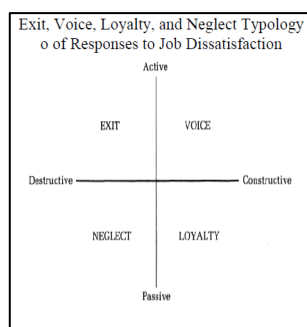 Exit, Voice, Loyalty, and Neglect Typology
o of Responses to Job Dissatisfaction
Active
EXIT VOICE
Destructive Constructive
NEGLECT LOYALTY
Passive